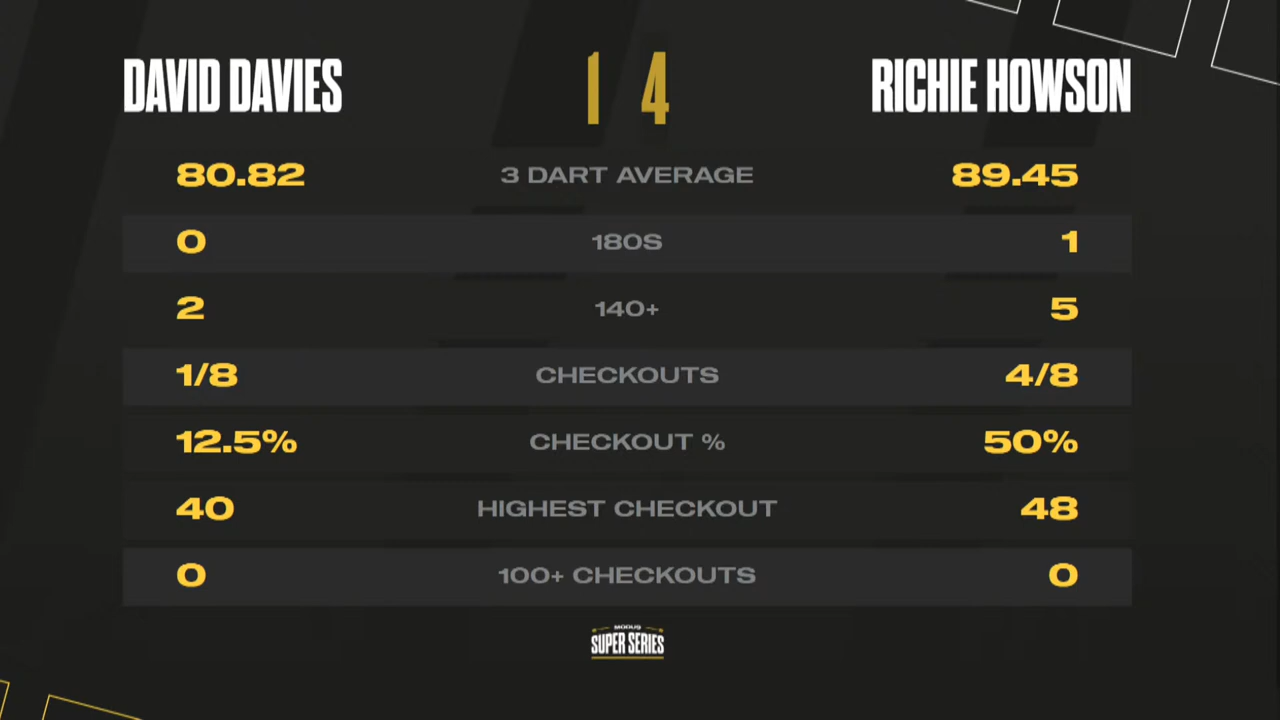 DAVID DAVIES 1 4 RICHIE HOWSON
80.82 3 DART AVERAGE 89.45
0 180S 1
2 140+ 5
1/8 CHECKOUTS 4/8
12.5% CHECKOUT % 50%
40 HIGHEST CHECKOUT 48
0 100+ CHECKOUTS 0
MODUS
SUPER SERIES